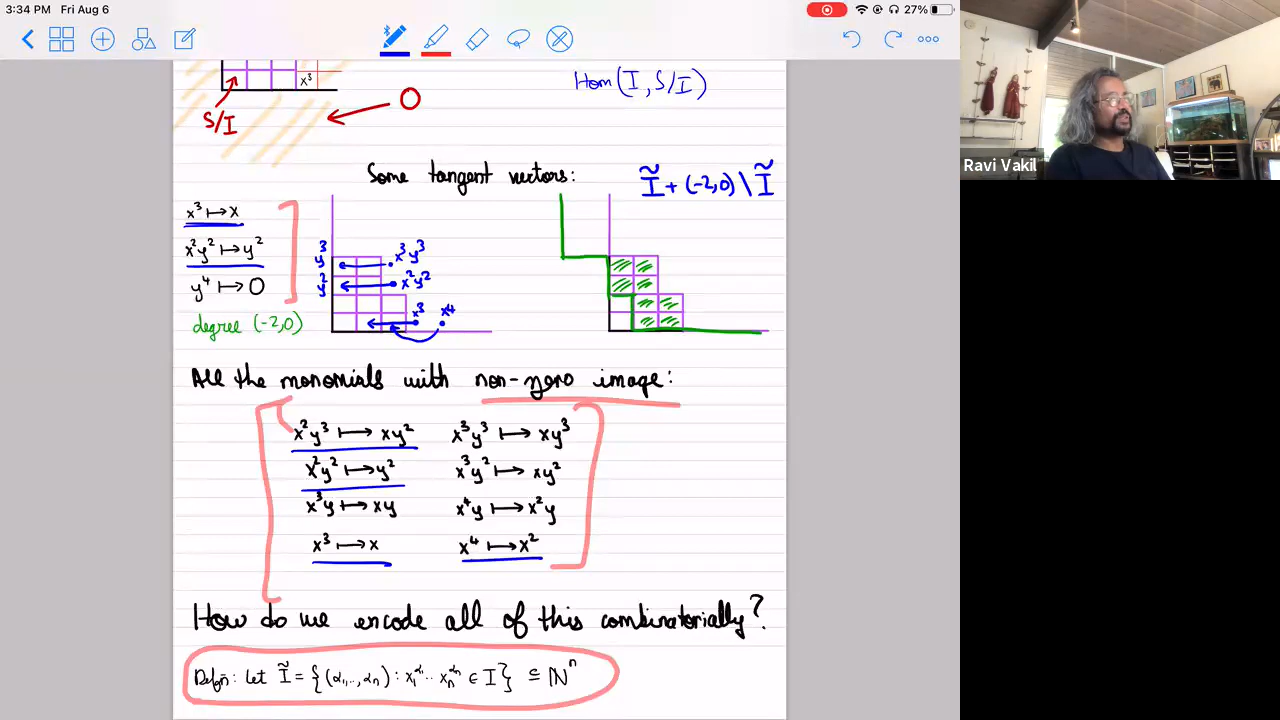 3:34 PM Fri Aug 6
27%
x³
S/I
O
Hom(I, S/I)
Ravi Vakil
Some tangent vectors:
Ĩ + (-2,0) \ Ĩ
x³ ↦ x
x²y² ↦ y²
y⁴ ↦ 0
degree (-2,0)
y³
x³y³
y²
x²y²
x³
x⁴
All the monomials with non-zero image:
x²y³ ↦ xy²
x³y³ ↦ xy³
x²y² ↦ y²
x³y² ↦ xy²
x³y ↦ xy
x⁴y ↦ x²y
x³ ↦ x
x⁴ ↦ x²
How do we encode all of this combinatorially?
Defn: Let Ĩ = {(α₁,..,αₙ) : x₁^α₁ ... xₙ^αₙ ∈ I} ⊆ ℕⁿ